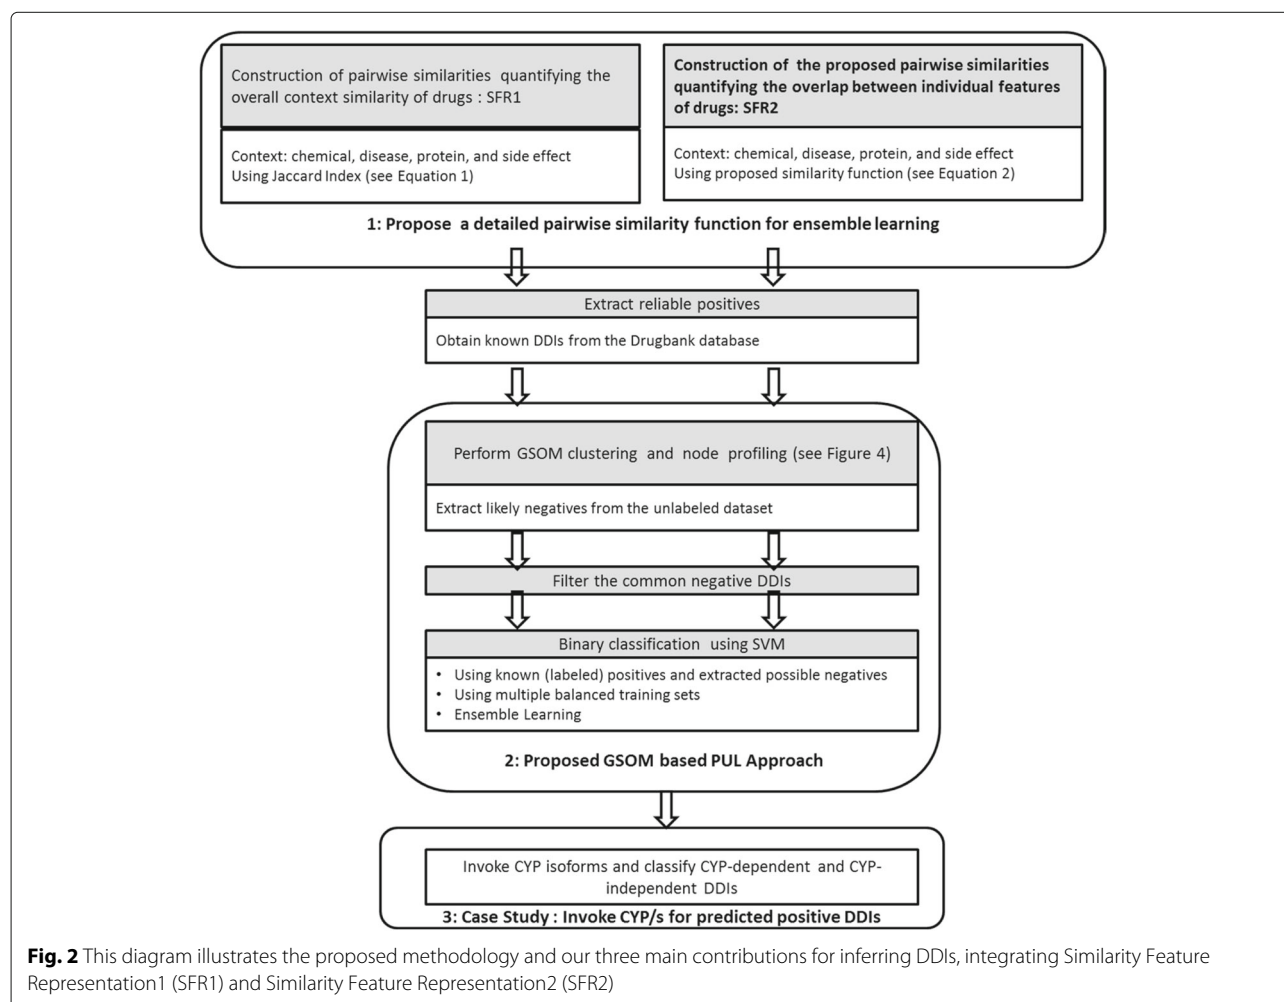 Construction of pairwise similarities quantifying the
overall context similarity of drugs : SFR1
Context: chemical, disease, protein, and side effect
Using Jaccard Index (see Equation 1)
Construction of the proposed pairwise similarities
quantifying the overlap between individual features
of drugs: SFR2
Context: chemical, disease, protein, and side effect
Using proposed similarity function (see Equation 2)
1: Propose a detailed pairwise similarity function for ensemble learning
Extract reliable positives
Obtain known DDIs from the Drugbank database
Perform GSOM clustering and node profiling (see Figure 4)
Extract likely negatives from the unlabeled dataset
Filter the common negative DDIs
Binary classification using SVM
• Using known (labeled) positives and extracted possible negatives
• Using multiple balanced training sets
• Ensemble Learning
2: Proposed GSOM based PUL Approach
Invoke CYP isoforms and classify CYP-dependent and CYP-
independent DDIs
3: Case Study : Invoke CYP/s for predicted positive DDIs
Fig. 2 This diagram illustrates the proposed methodology and our three main contributions for inferring DDIs, integrating Similarity Feature
Representation1 (SFR1) and Similarity Feature Representation2 (SFR2)